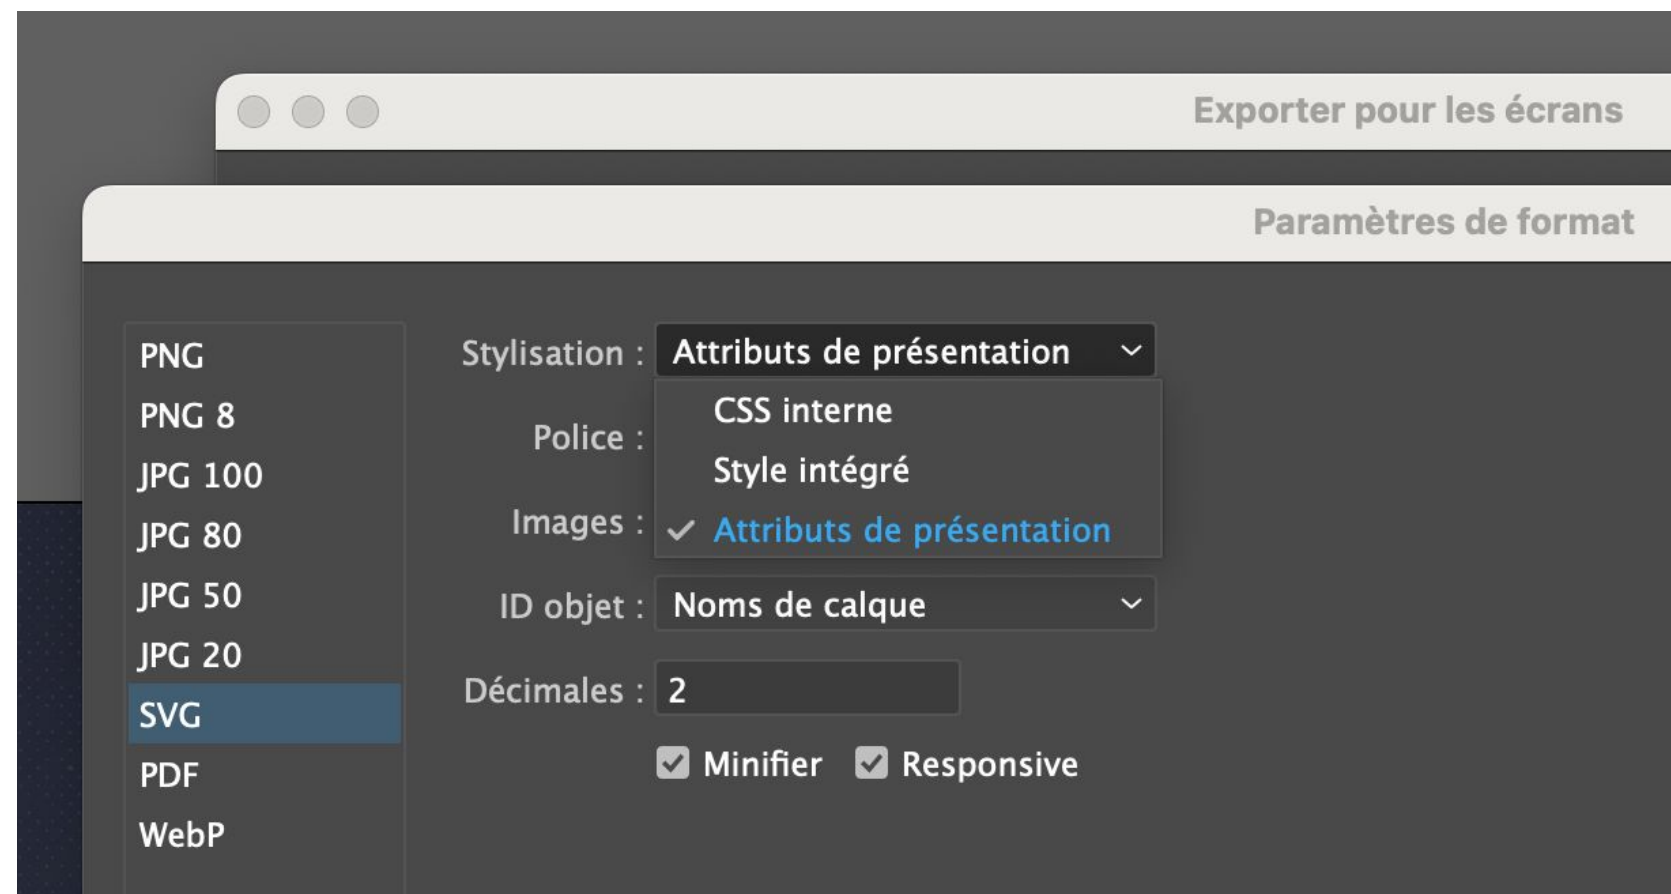 Exporter pour les écrans
Paramètres de format
PNG
PNG 8
JPG 100
JPG 80
JPG 50
JPG 20
SVG
PDF
WebP
Stylisation : Attributs de présentation
CSS interne
Style intégré
Attributs de présentation
Police :
Images :
ID objet : Noms de calque
Décimales : 2
Minifier Responsive